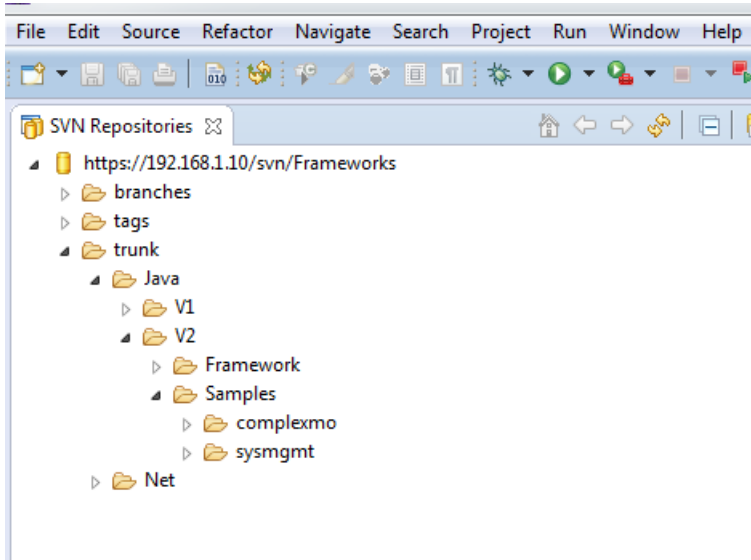 File Edit Source Refactor Navigate Search Project Run Window Help
010
SVN Repositories
https://192.168.1.10/svn/Frameworks
branches
tags
trunk
Java
V1
V2
Framework
Samples
complexmo
sysmgmt
Net